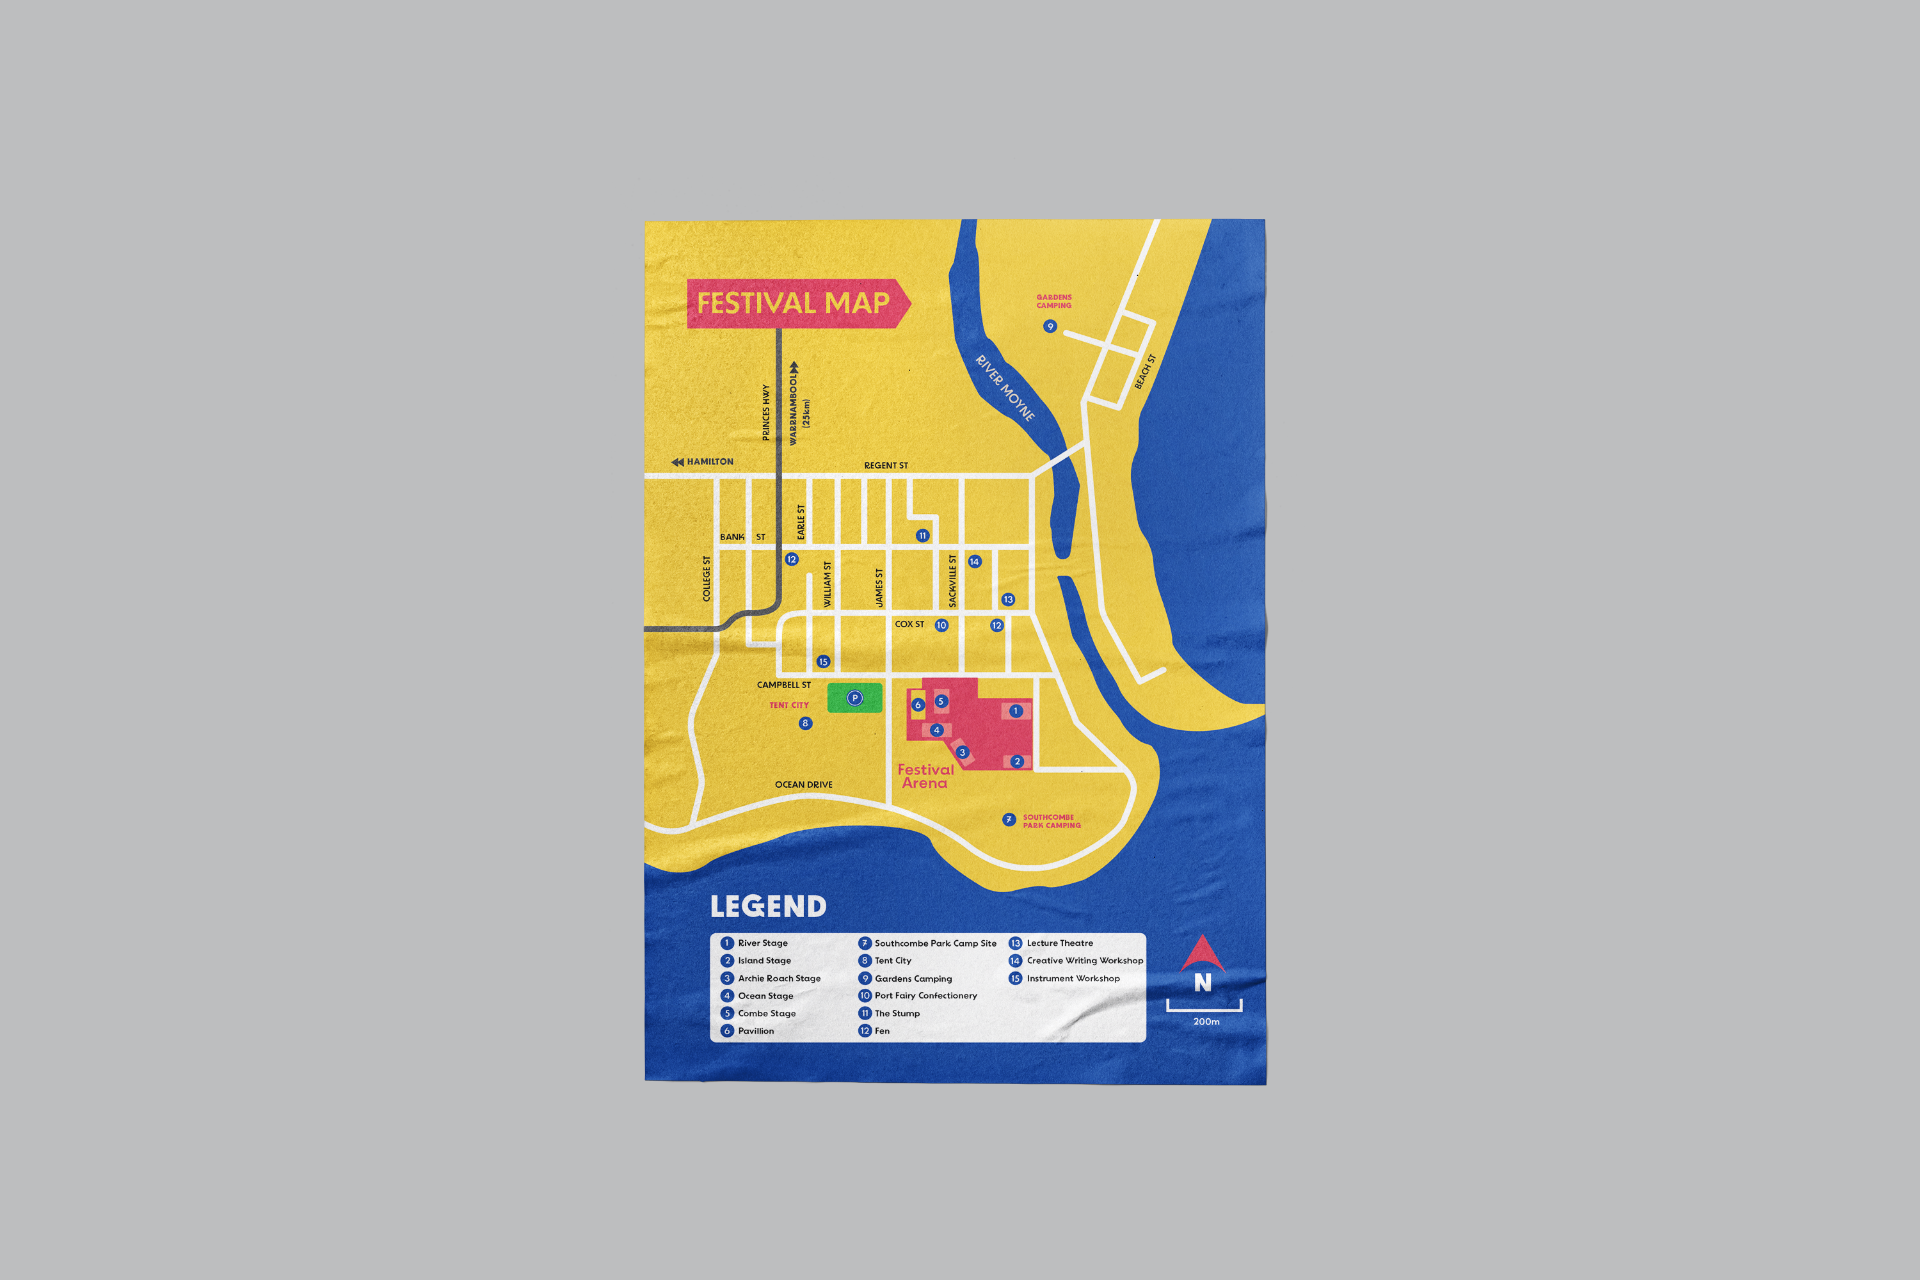 FESTIVAL MAP
GARDENS
CAMPING
9
RIVER MOYNE
BEACH ST
PRINCES HWY
WARRNAMBOOL
(25km)
HAMILTON
REGENT ST
EARLE ST
BANK ST
11
12
COLLEGE ST
WILLIAM ST
JAMES ST
SACKVILLE ST
14
13
COX ST
10
12
15
CAMPBELL ST
P
TENT CITY
8
6
5
1
4
3
2
Festival
Arena
OCEAN DRIVE
7
SOUTHCOMBE
PARK CAMPING
LEGEND
1 River Stage
2 Island Stage
3 Archie Roach Stage
4 Ocean Stage
5 Combe Stage
6 Pavillion
7 Southcombe Park Camp Site
8 Tent City
9 Gardens Camping
10 Port Fairy Confectionery
11 The Stump
12 Fen
13 Lecture Theatre
14 Creative Writing Workshop
15 Instrument Workshop
N
200m